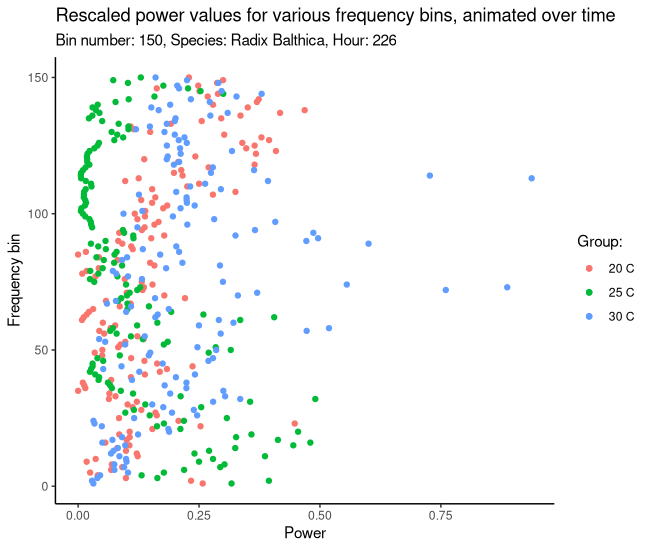 Rescaled power values for various frequency bins, animated over time
Bin number: 150, Species: Radix Balthica, Hour: 226
150
100
50
0
Frequency bin
0.00 0.25 0.50 0.75
Power
Group:
20 C
25 C
30 C